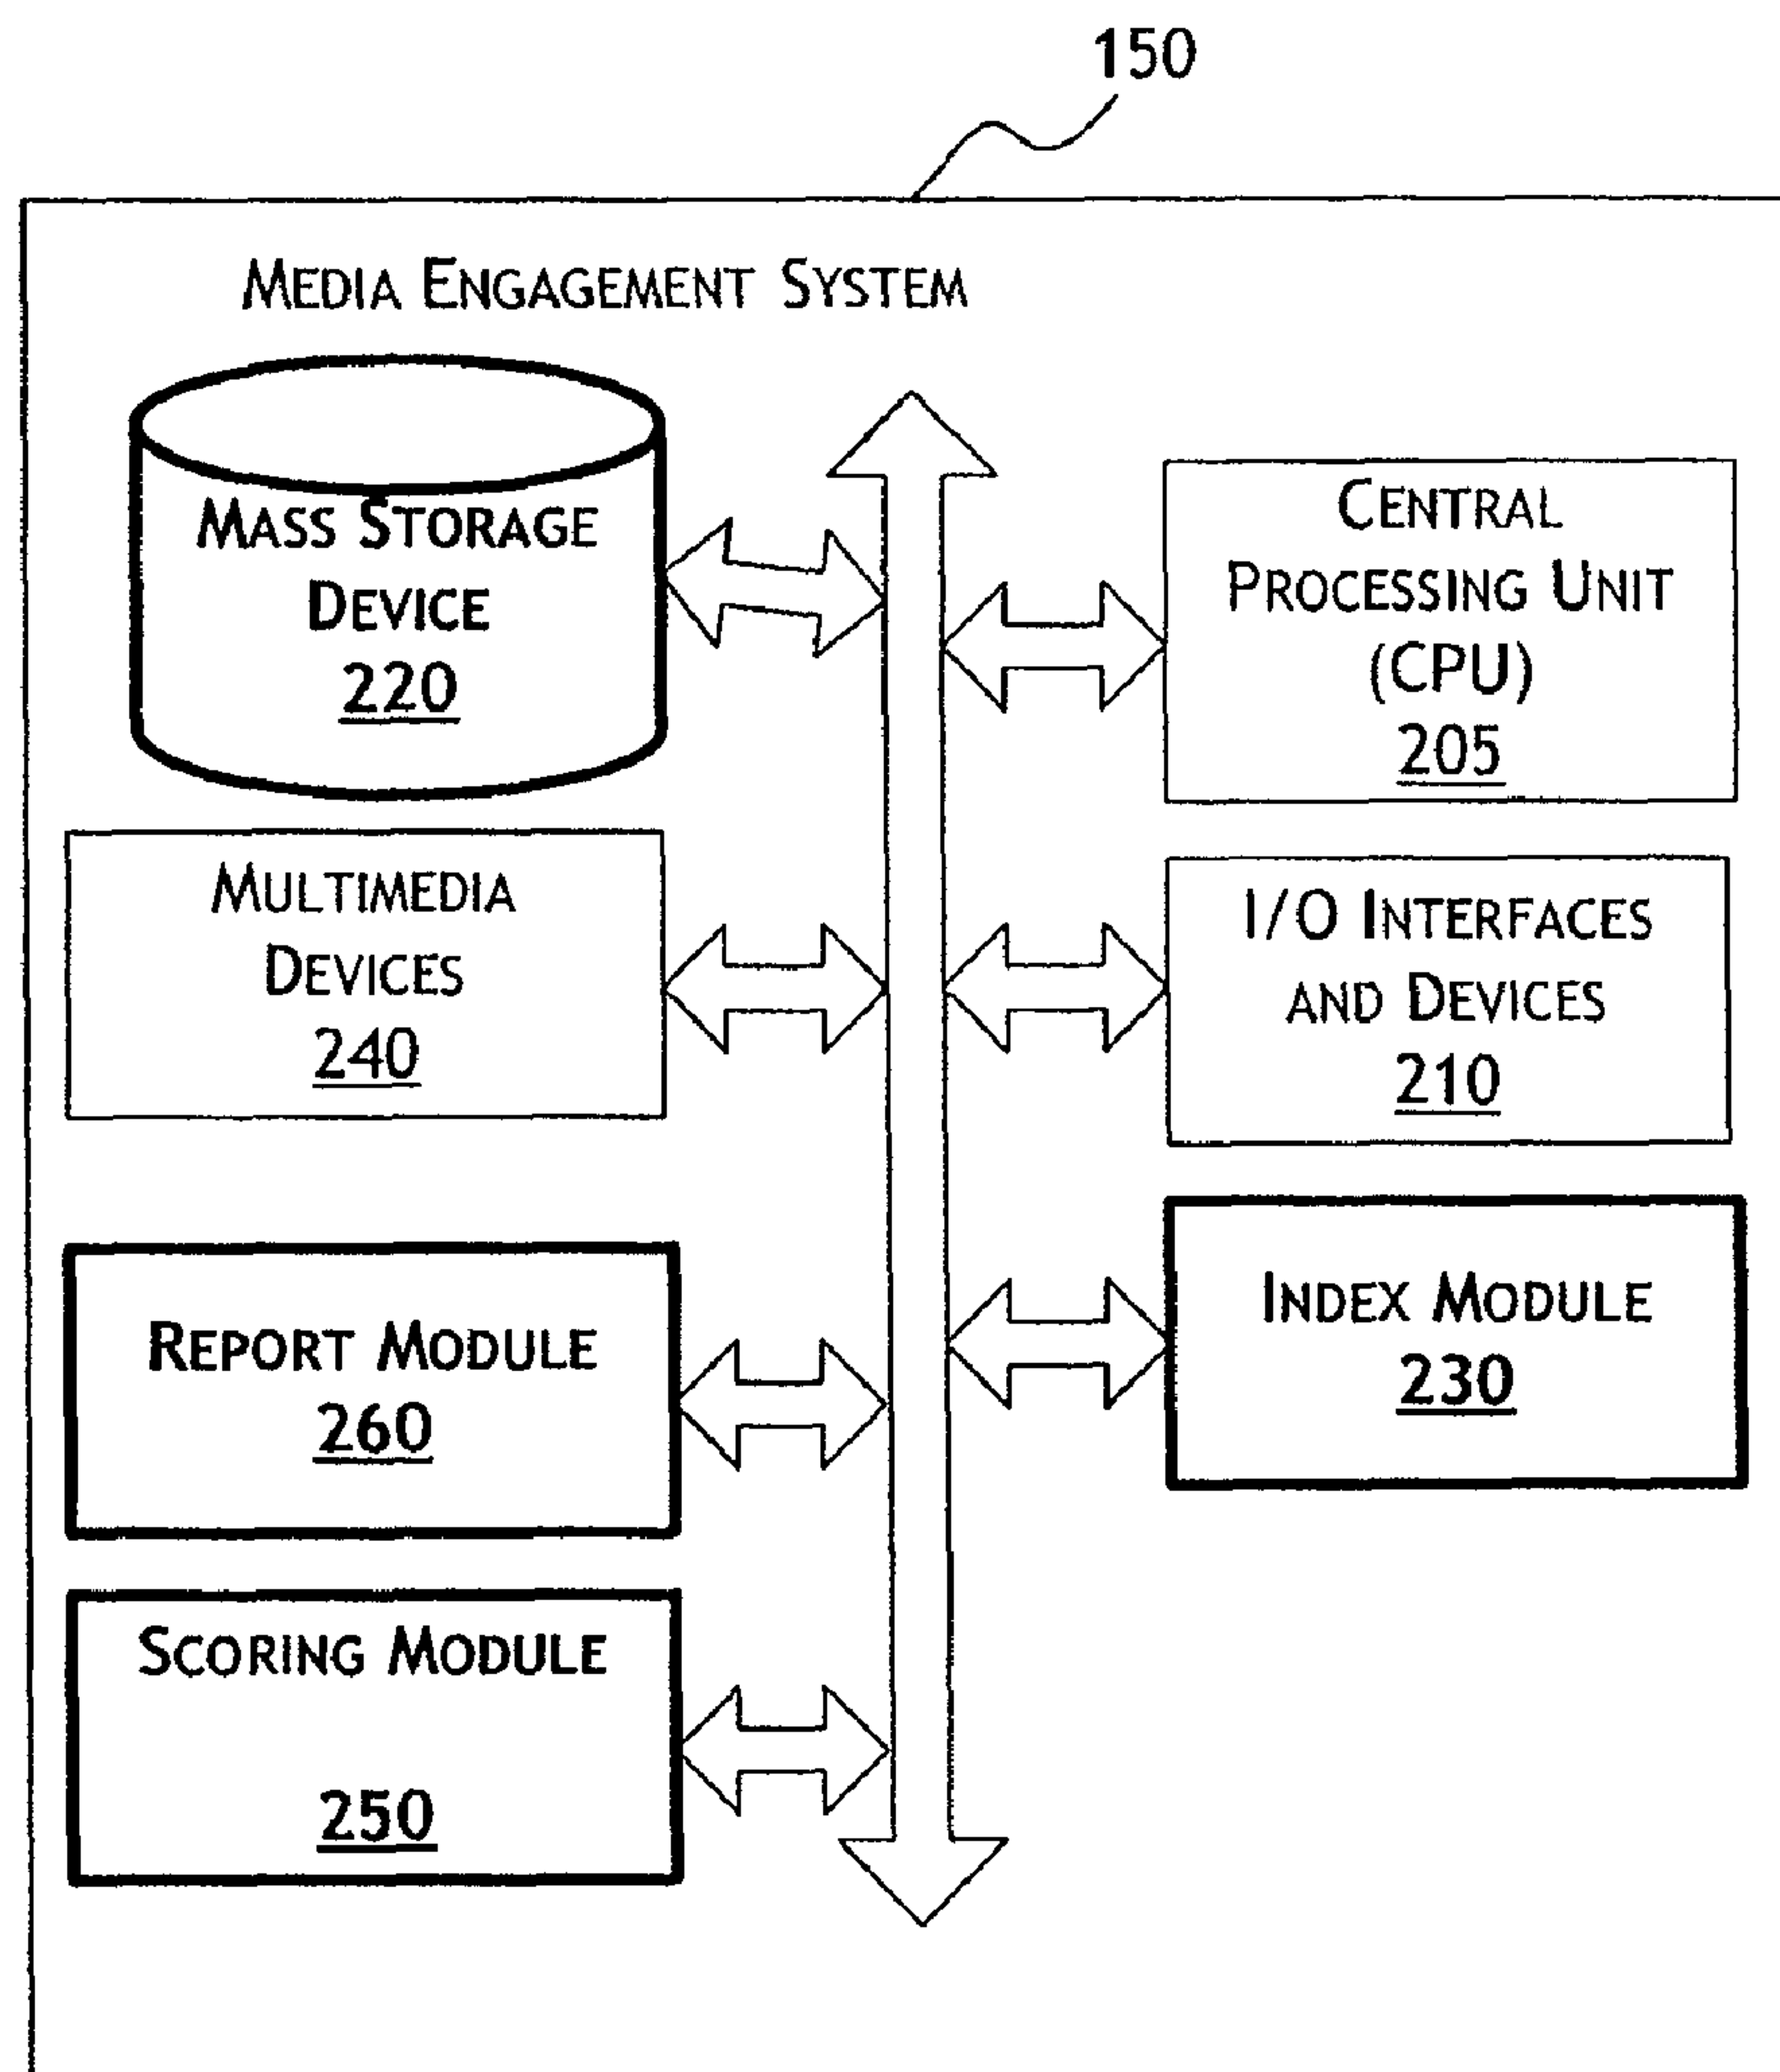 150
MEDIA ENGAGEMENT SYSTEM
MASS STORAGE
DEVICE
220
CENTRAL
PROCESSING UNIT
(CPU)
205
MULTIMEDIA
DEVICES
240
I/O INTERFACES
AND DEVICES
210
REPORT MODULE
260
INDEX MODULE
230
SCORING MODULE
250